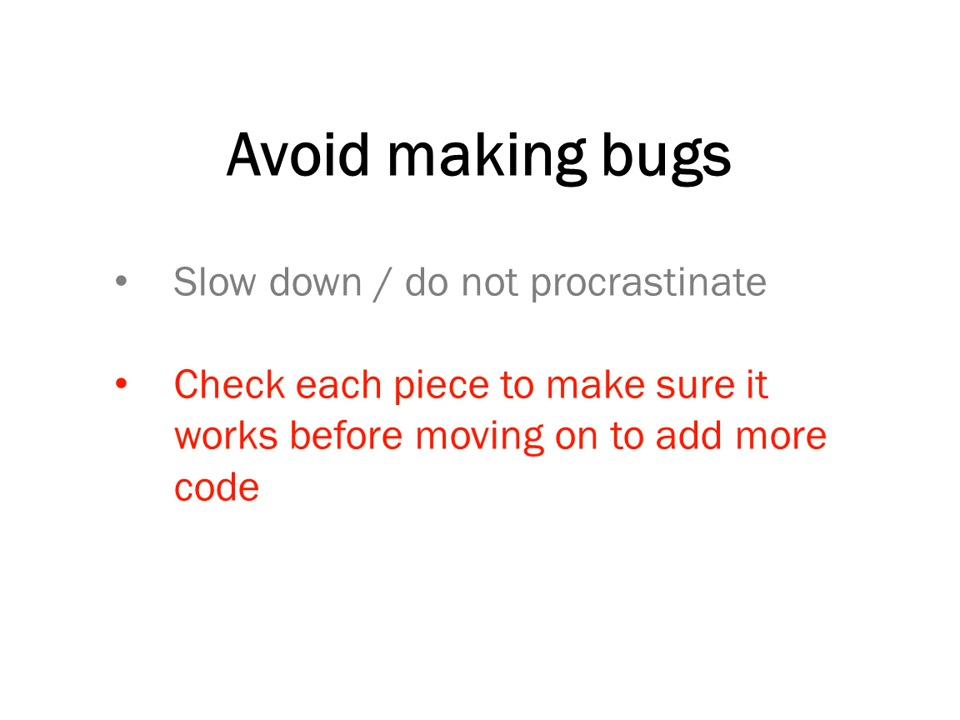 Avoid making bugs
• Slow down / do not procrastinate
• Check each piece to make sure it
works before moving on to add more
code